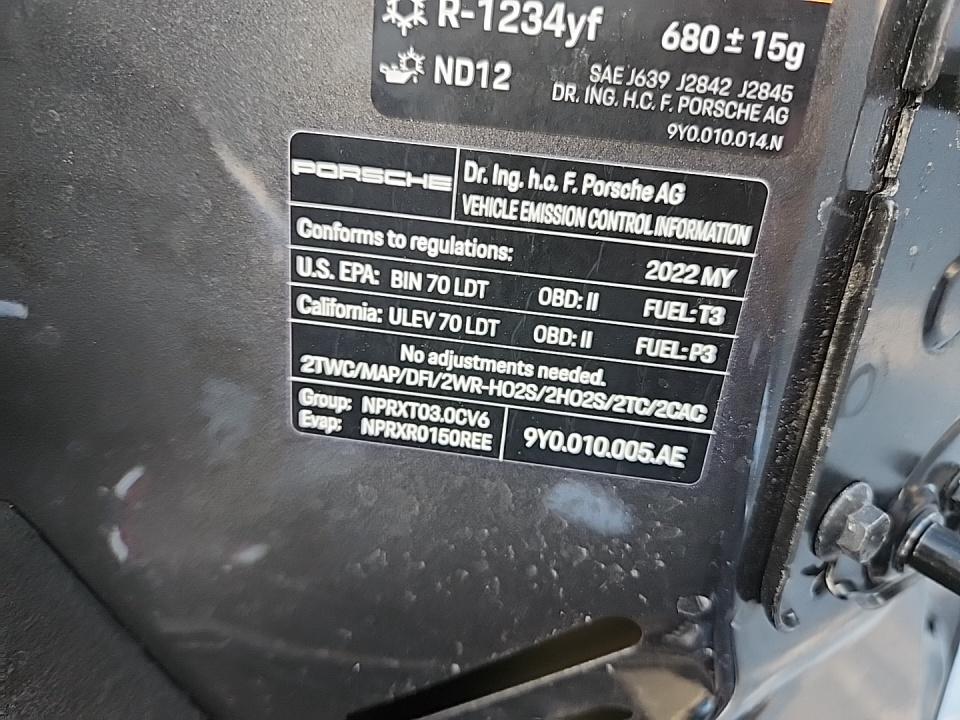 R-1234yf 680 ± 15g
ND12
SAE J639 J2842 J2845
DR. ING. H.C. F. PORSCHE AG
9Y0.010.014.N
PORSCHE
Dr. Ing. h.c. F. Porsche AG
VEHICLE EMISSION CONTROL INFORMATION
Conforms to regulations: 2022 MY
U.S. EPA: BIN 70 LDT OBD: II FUEL-T3
California: ULEV 70 LDT OBD: II FUEL-P3
No adjustments needed.
2TWC/MAP/DFI/2WR-HO2S/2HO2S/2TC/2CAC
Group: NPRXT03.0CV6
Evap: NPRXR0150REE
9Y0.010.005.AE